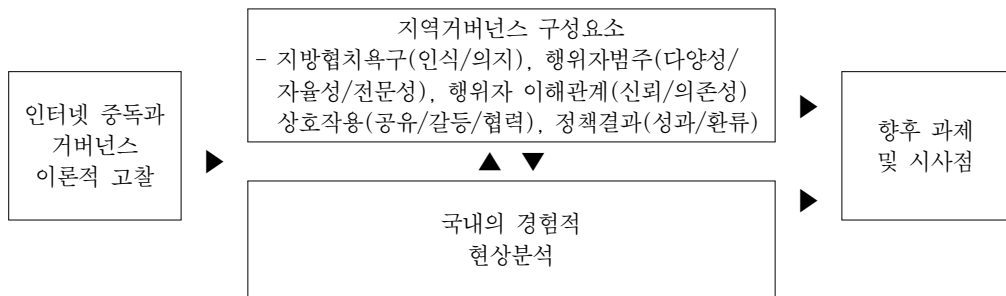 인터넷 중독과
거버넌스
이론적 고찰
지역거버넌스 구성요소
- 지방협치욕구(인식/의지), 행위자범주(다양성/
자율성/전문성), 행위자 이해관계(신뢰/의존성)
상호작용(공유/갈등/협력), 정책결과(성과/환류)
국내의 경험적
현상분석
향후 과제
및 시사점